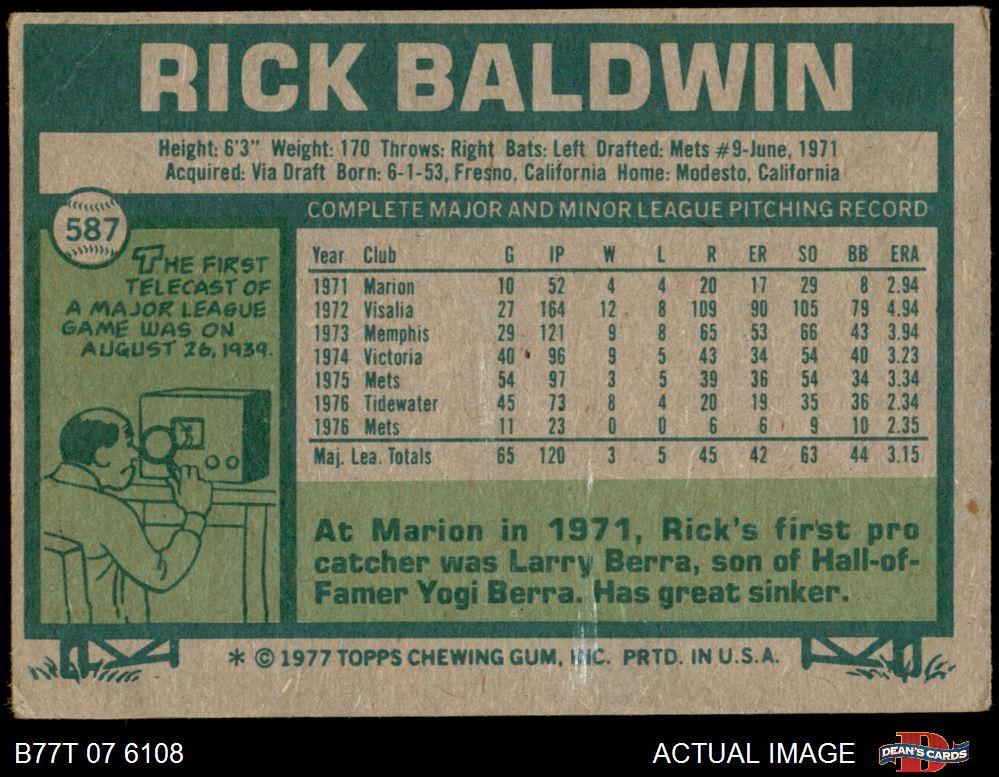 RICK BALDWIN
Height: 6'3" Weight: 170 Throws: Right Bats: Left Drafted: Mets #9-June, 1971
Acquired: Via Draft Born: 6-1-53, Fresno, California Home: Modesto, California
587
THE FIRST
TELECAST OF
A MAJOR LEAGUE
GAME WAS ON
AUGUST 26, 1939.
COMPLETE MAJOR AND MINOR LEAGUE PITCHING RECORD
Year Club G IP W L R ER SO BB ERA
1971 Marion 10 52 4 4 20 17 29 8 2.94
1972 Visalia 27 164 12 8 109 90 105 79 4.94
1973 Memphis 29 121 9 8 65 53 66 43 3.94
1974 Victoria 40 96 9 5 43 34 54 40 3.23
1975 Mets 54 97 3 5 39 36 54 34 3.34
1976 Tidewater 45 73 8 4 20 19 35 36 2.34
1976 Mets 11 23 0 0 6 6 9 10 2.35
Maj. Lea. Totals 65 120 3 5 45 42 63 44 3.15
At Marion in 1971, Rick's first pro
catcher was Larry Berra, son of Hall-of-
Famer Yogi Berra. Has great sinker.
* © 1977 TOPPS CHEWING GUM, INC. PRTD. IN U.S.A.
B77T 07 6108
ACTUAL IMAGE
DEAN'S CARDS